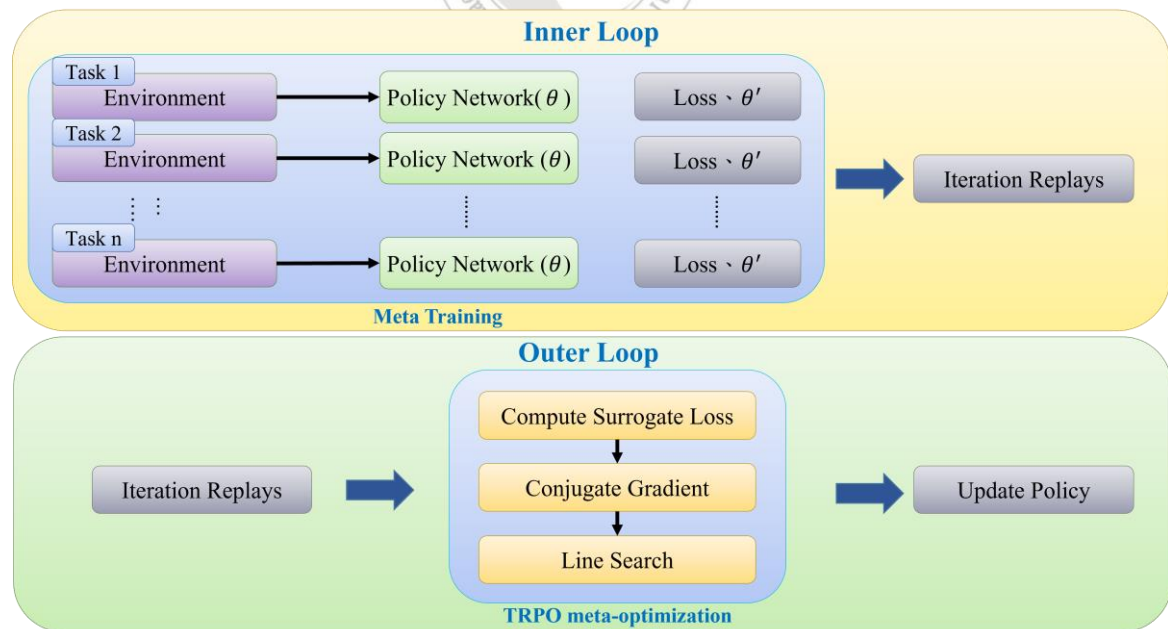 Inner Loop
Task 1
Environment
Policy Network(θ)
Loss、θ′
Task 2
Environment
Policy Network (θ)
Loss、θ′
Iteration Replays
Task n
Environment
Policy Network (θ)
Loss、θ′
Meta Training
Outer Loop
Compute Surrogate Loss
Iteration Replays
Conjugate Gradient
Update Policy
Line Search
TRPO meta-optimization